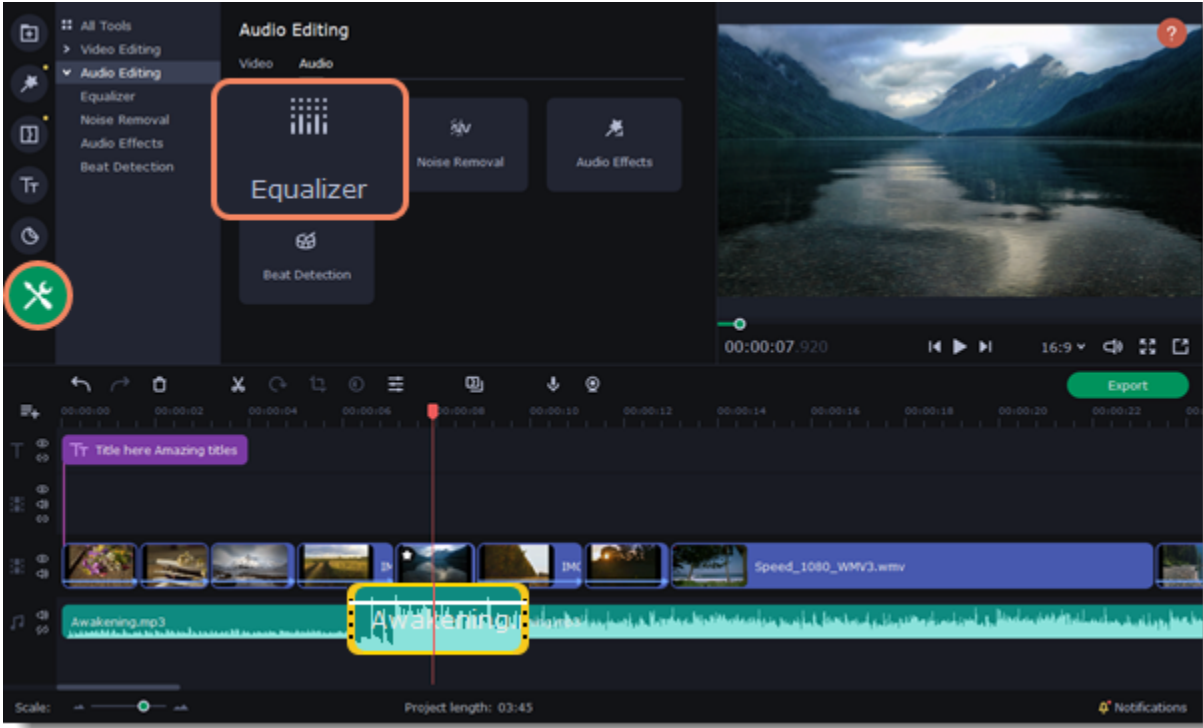 All Tools
Video Editing
Audio Editing
Equalizer
Noise Removal
Audio Effects
Beat Detection
Audio Editing
Video Audio
Equalizer
Noise Removal
Audio Effects
Beat Detection
?
00:00:07.920
16:9
Export
00:00:00 00:00:02 00:00:04 00:00:06 00:00:08 00:00:10 00:00:12 00:00:14 00:00:16 00:00:18 00:00:20 00:00:22
Title here Amazing titles
IMG
Speed_1080_WMV3.wmv
Awakening.mp3
Awakening.
Scale:
Project length: 03:45
Notifications